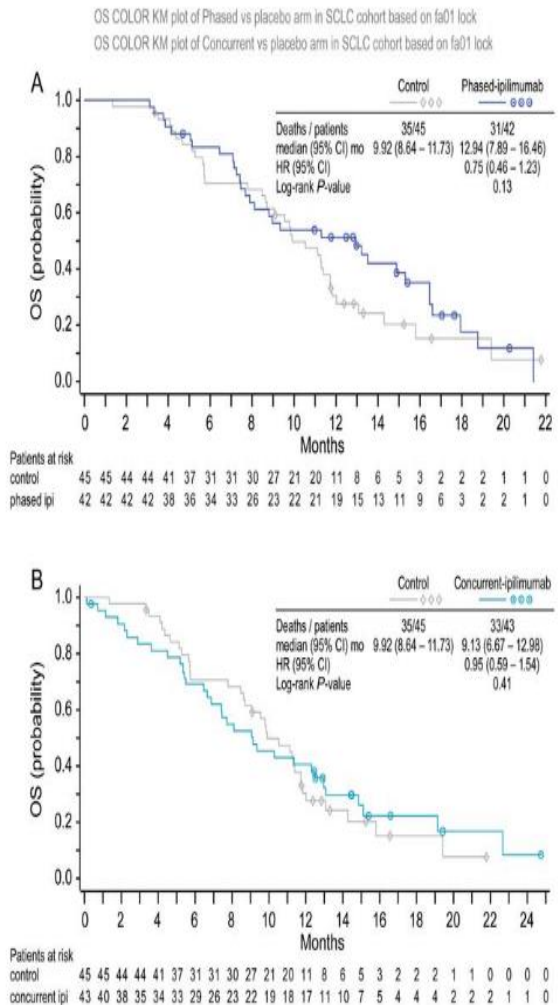 OS COLOR KM plot of Phased vs placebo arm in SCLC cohort based on fa01 lock
OS COLOR KM plot of Concurrent vs placebo arm in SCLC cohort based on fa01 lock
A
Control Phased-ipilimumab
Deaths / patients 35/45 31/42
median (95% CI) mo 9.92 (8.64 – 11.73) 12.94 (7.89 – 16.46)
HR (95% CI) 0.75 (0.46 – 1.23)
Log-rank P-value 0.13
OS (probability)
1.0
0.8
0.6
0.4
0.2
0.0
0 2 4 6 8 10 12 14 16 18 20 22
Months
Patients at risk
control 45 45 44 44 41 37 31 31 30 27 21 20 11 8 6 5 3 2 2 2 1 1 0
phased ipi 42 42 42 42 38 36 34 33 26 23 22 21 19 15 13 11 9 6 3 2 2 1 0
B
Control Concurrent-ipilimumab
Deaths / patients 35/45 33/43
median (95% CI) mo 9.92 (8.64 – 11.73) 9.13 (6.67 – 12.98)
HR (95% CI) 0.95 (0.59 – 1.54)
Log-rank P-value 0.41
OS (probability)
1.0
0.8
0.6
0.4
0.2
0.0
0 2 4 6 8 10 12 14 16 18 20 22 24
Months
Patients at risk
control 45 45 44 44 41 37 31 31 30 27 21 20 11 8 6 5 3 2 2 2 1 1 0 0 0 0
concurrent ipi 43 40 38 35 34 33 29 26 23 22 19 18 17 11 10 7 5 4 4 4 2 2 2 1 1 0